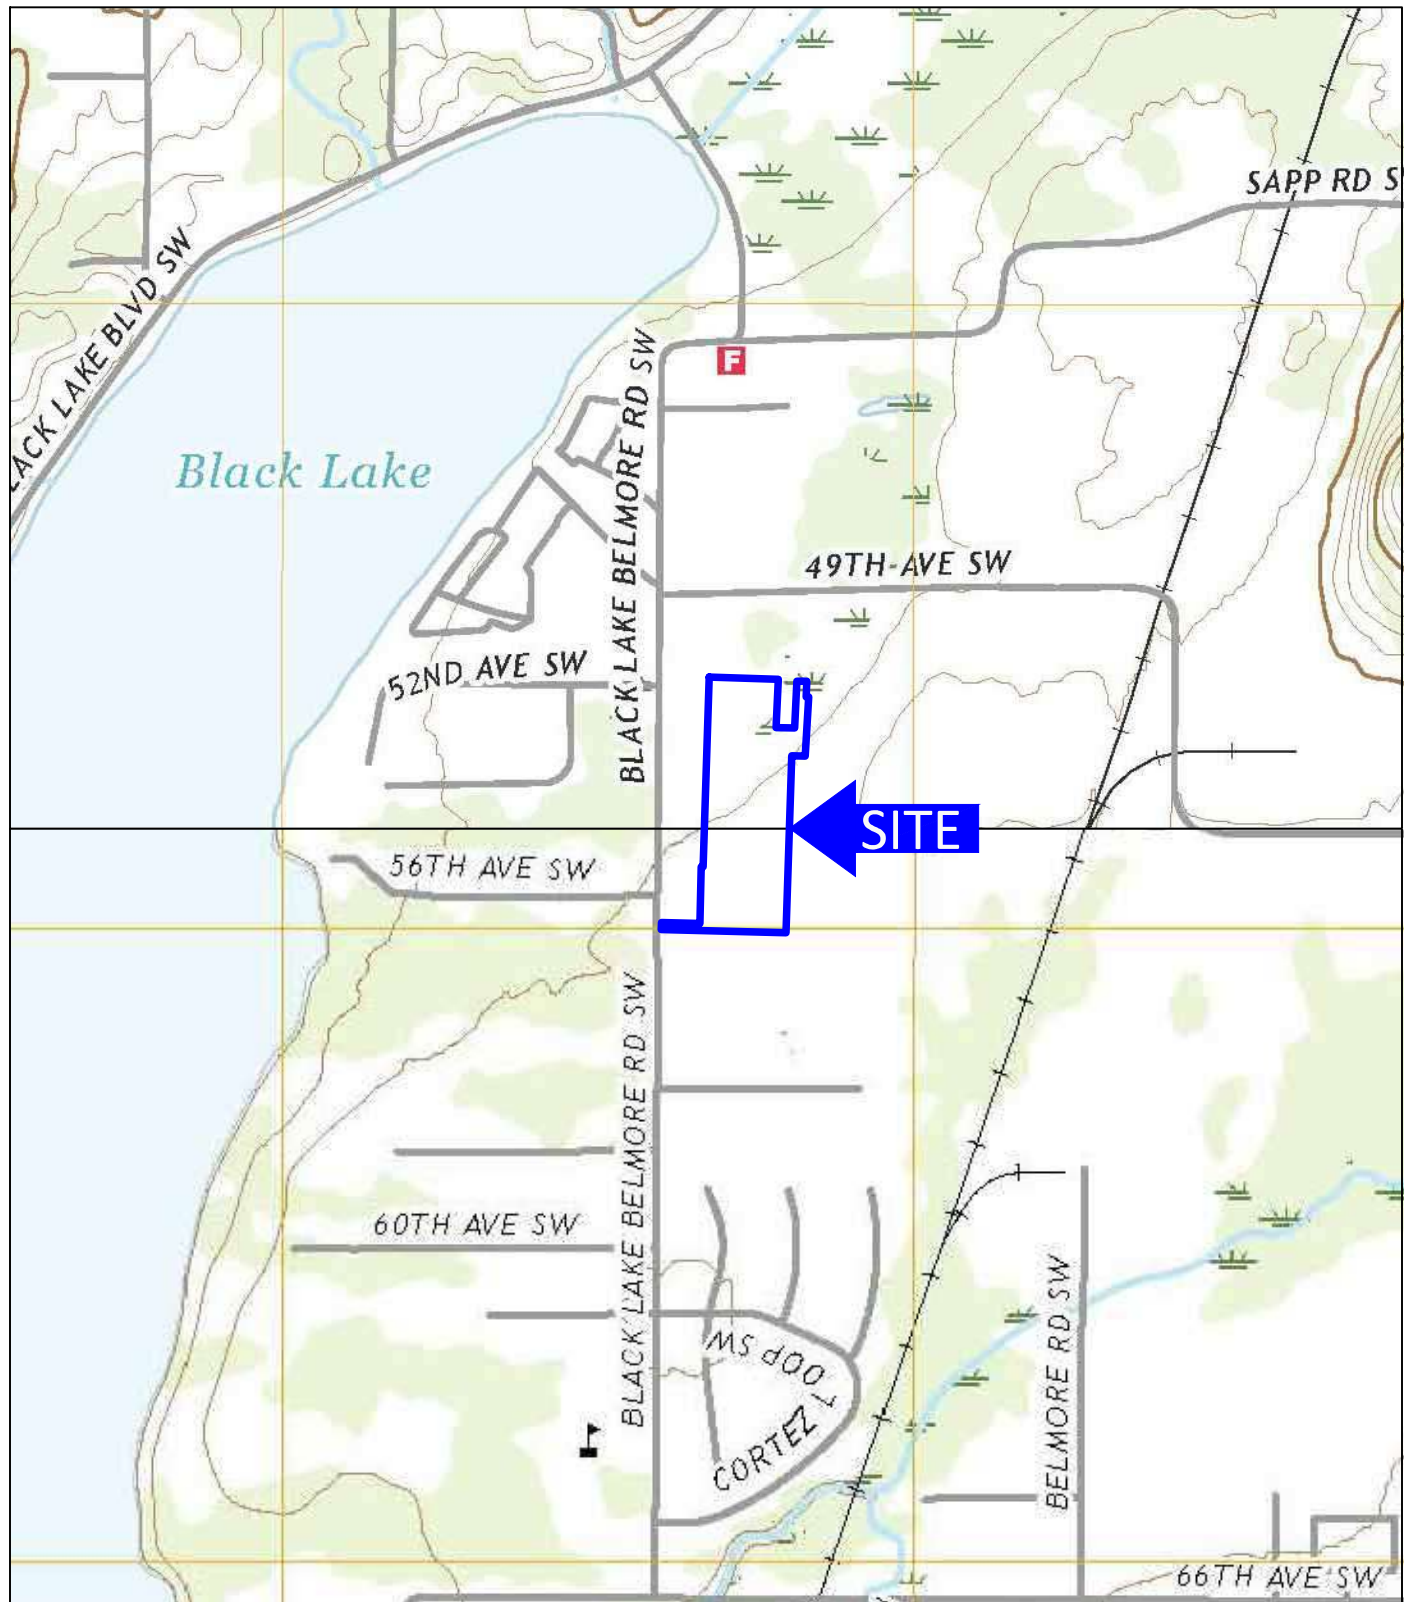 SAPP RD S
BLACK LAKE BLVD SW
F
BLACK LAKE BELMORE RD SW
Black Lake
49TH AVE SW
52ND AVE SW
SITE
56TH AVE SW
BLACK LAKE BELMORE RD SW
60TH AVE SW
BELMORE RD SW
CORTEZ LOOP SW
66TH AVE SW